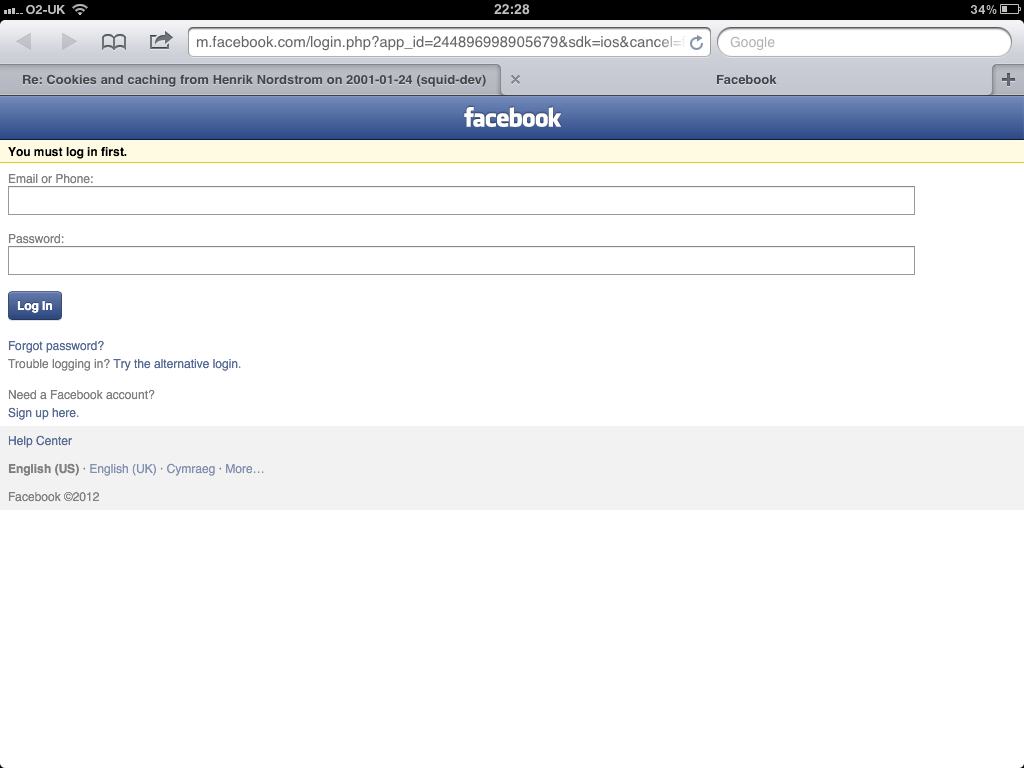 O2-UK 22:28 34%
m.facebook.com/login.php?app_id=244896998905679&sdk=ios&cancel= Google
Re: Cookies and caching from Henrik Nordstrom on 2001-01-24 (squid-dev) Facebook
facebook
You must log in first.
Email or Phone:
Password:
Log In
Forgot password?
Trouble logging in? Try the alternative login.
Need a Facebook account?
Sign up here.
Help Center
English (US) · English (UK) · Cymraeg · More…
Facebook ©2012